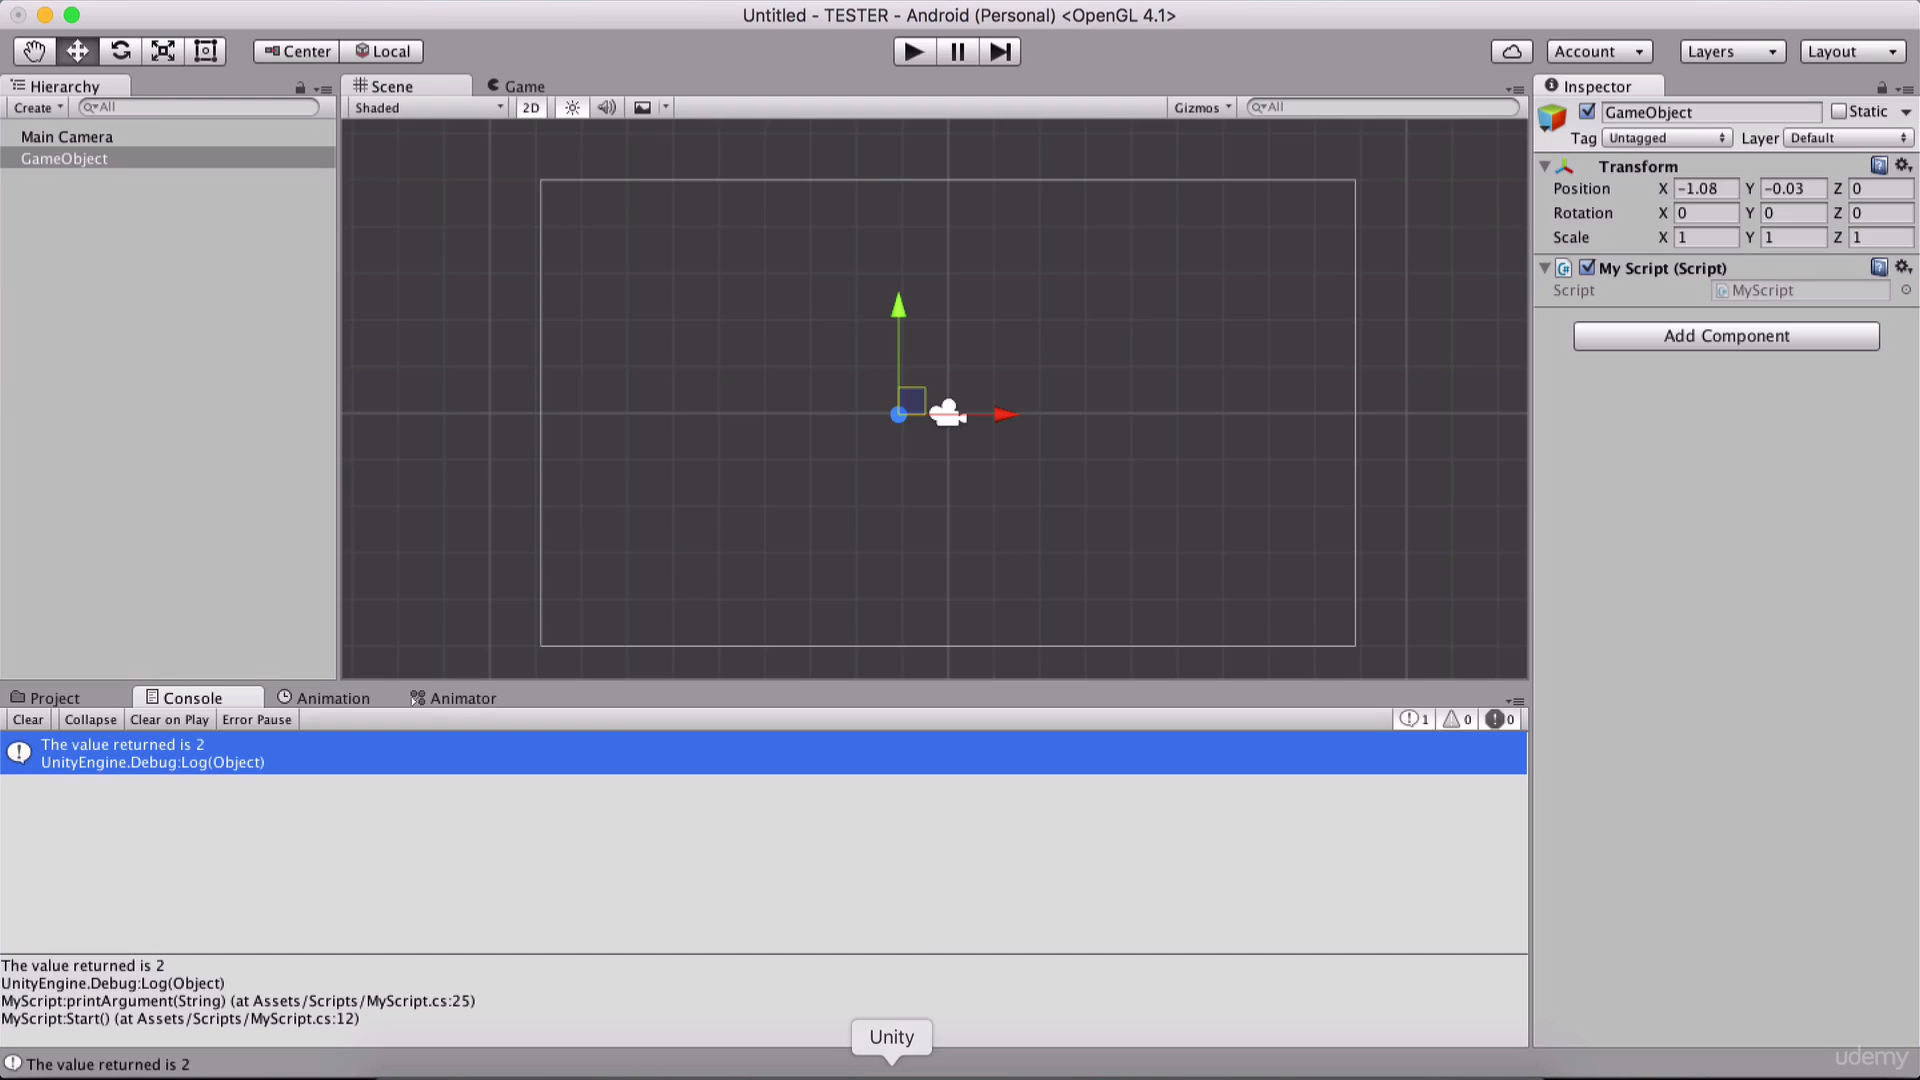 Untitled - TESTER - Android (Personal) <OpenGL 4.1>
Center Local Account Layers Layout
Hierarchy
Create All
Main Camera
GameObject
Scene Game
Shaded 2D Gizmos All
Inspector
GameObject Static
Tag Untagged Layer Default
Transform
Position X -1.08 Y -0.03 Z 0
Rotation X 0 Y 0 Z 0
Scale X 1 Y 1 Z 1
My Script (Script)
Script MyScript
Add Component
Project Console Animation Animator
Clear Collapse Clear on Play Error Pause 1 0 0
The value returned is 2
UnityEngine.Debug:Log(Object)
The value returned is 2
UnityEngine.Debug:Log(Object)
MyScript:printArgument(String) (at Assets/Scripts/MyScript.cs:25)
MyScript:Start() (at Assets/Scripts/MyScript.cs:12)
Unity
The value returned is 2
udemy